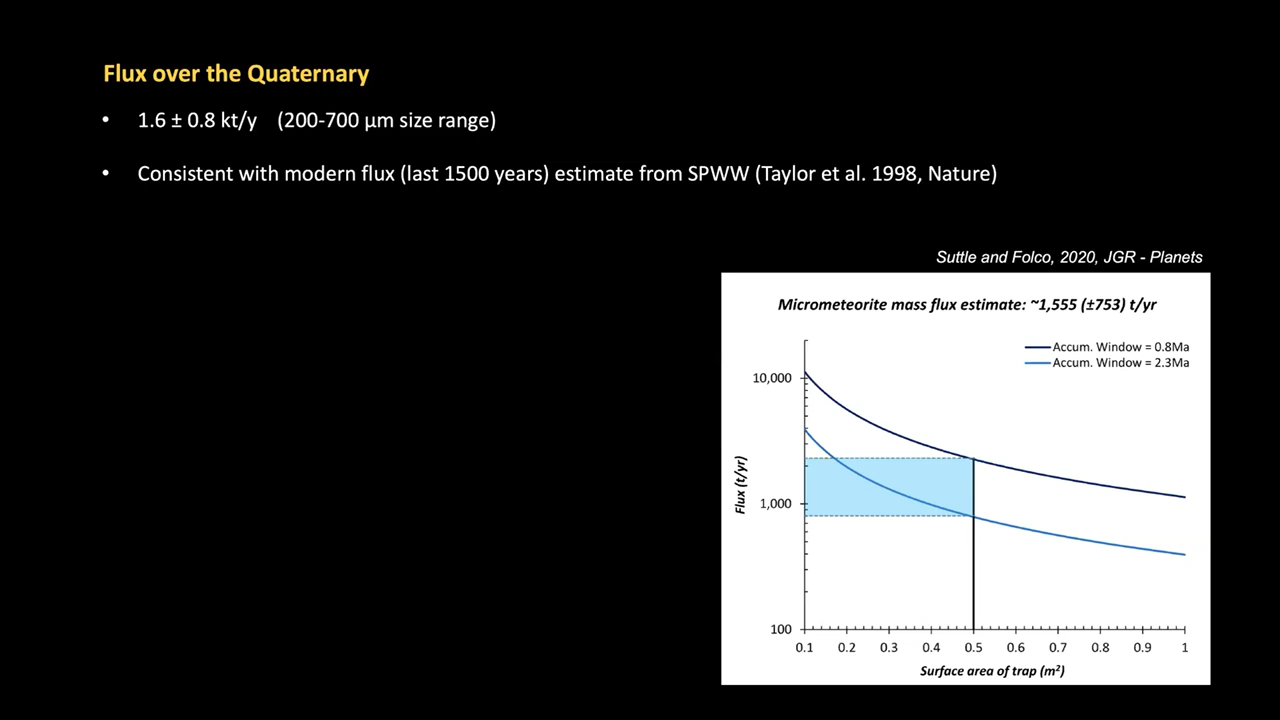 Flux over the Quaternary
• 1.6 ± 0.8 kt/y (200-700 µm size range)
• Consistent with modern flux (last 1500 years) estimate from SPWW (Taylor et al. 1998, Nature)
Suttle and Folco, 2020, JGR - Planets
Micrometeorite mass flux estimate: ~1,555 (±753) t/yr
Accum. Window = 0.8Ma
Accum. Window = 2.3Ma
10,000
1,000
100
Flux (t/yr)
0.1 0.2 0.3 0.4 0.5 0.6 0.7 0.8 0.9 1
Surface area of trap (m²)